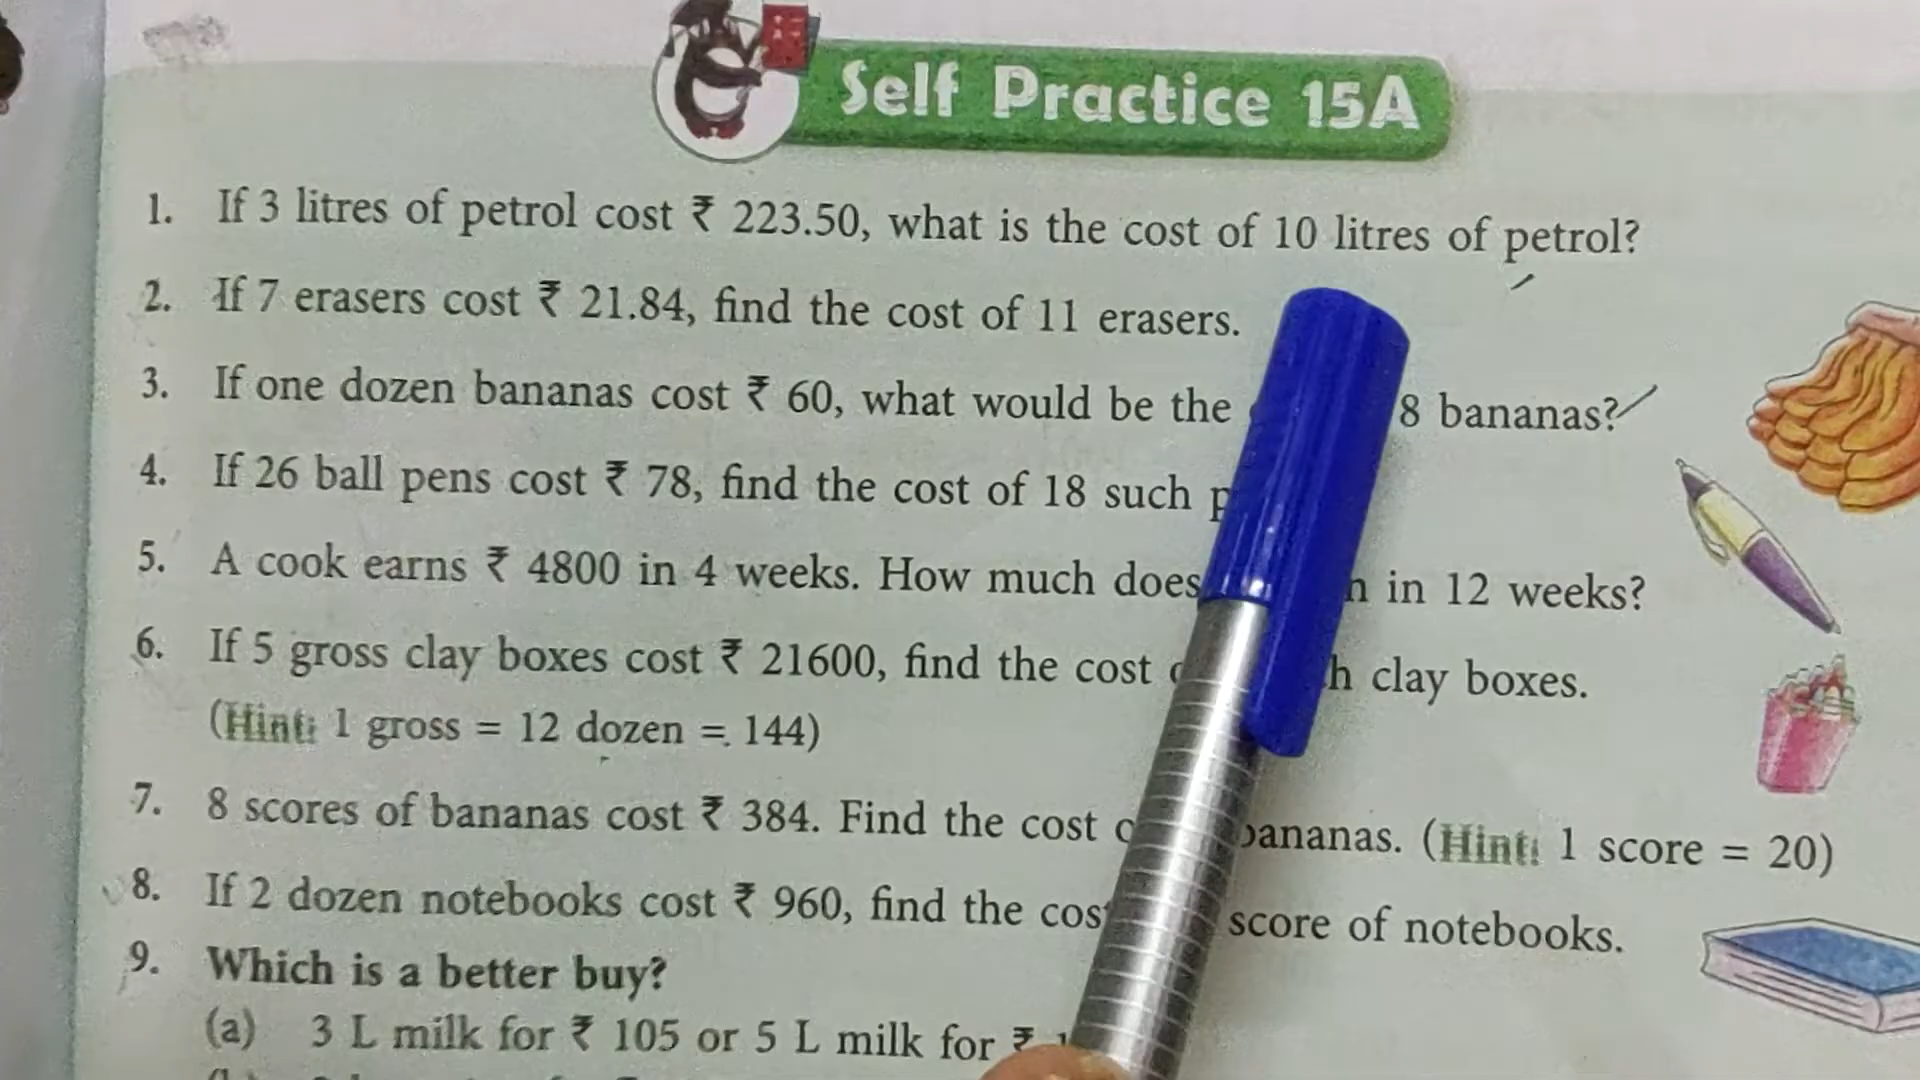 Self Practice 15A
1. If 3 litres of petrol cost ₹ 223.50, what is the cost of 10 litres of petrol?
2. If 7 erasers cost ₹ 21.84, find the cost of 11 erasers.
3. If one dozen bananas cost ₹ 60, what would be the 8 bananas?
4. If 26 ball pens cost ₹ 78, find the cost of 18 such
5. A cook earns ₹ 4800 in 4 weeks. How much does in 12 weeks?
6. If 5 gross clay boxes cost ₹ 21600, find the cost clay boxes.
(Hint: 1 gross = 12 dozen = 144)
7. 8 scores of bananas cost ₹ 384. Find the cost bananas. (Hint: 1 score = 20)
8. If 2 dozen notebooks cost ₹ 960, find the score of notebooks.
9. Which is a better buy?
(a) 3 L milk for ₹ 105 or 5 L milk for ₹